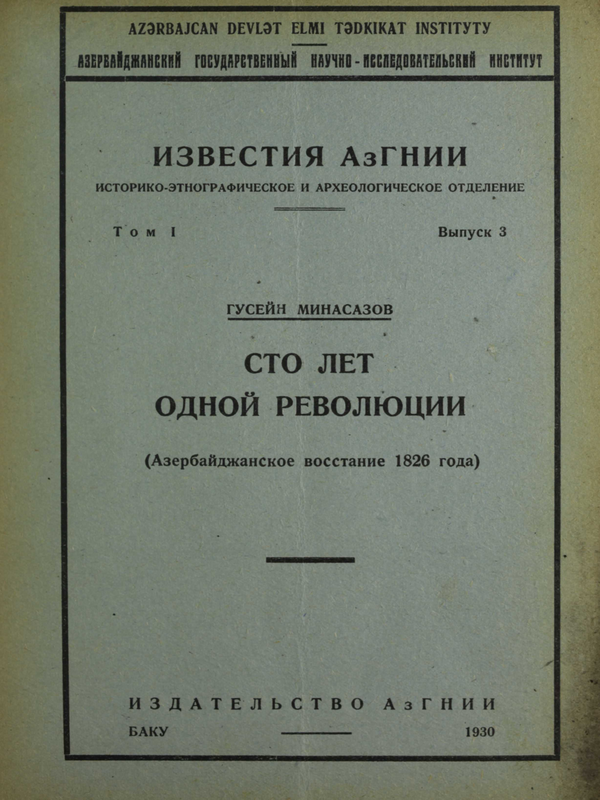 AZƏRBAJCAN DEVLƏT ELMI TƏDKIKAT INSTITUTY
АЗЕРБАЙДЖАНСКИЙ ГОСУДАРСТВЕННЫЙ НАУЧНО-ИССЛЕДОВАТЕЛЬСКИЙ ИНСТИТУТ
ИЗВЕСТИЯ АзГНИИ
ИСТОРИКО-ЭТНОГРАФИЧЕСКОЕ И АРХЕОЛОГИЧЕСКОЕ ОТДЕЛЕНИЕ
Том I Выпуск 3
ГУСЕЙН МИНАСАЗОВ
СТО ЛЕТ
ОДНОЙ РЕВОЛЮЦИИ
(Азербайджанское восстание 1826 года)
ИЗДАТЕЛЬСТВО АзГНИИ
БАКУ 1930